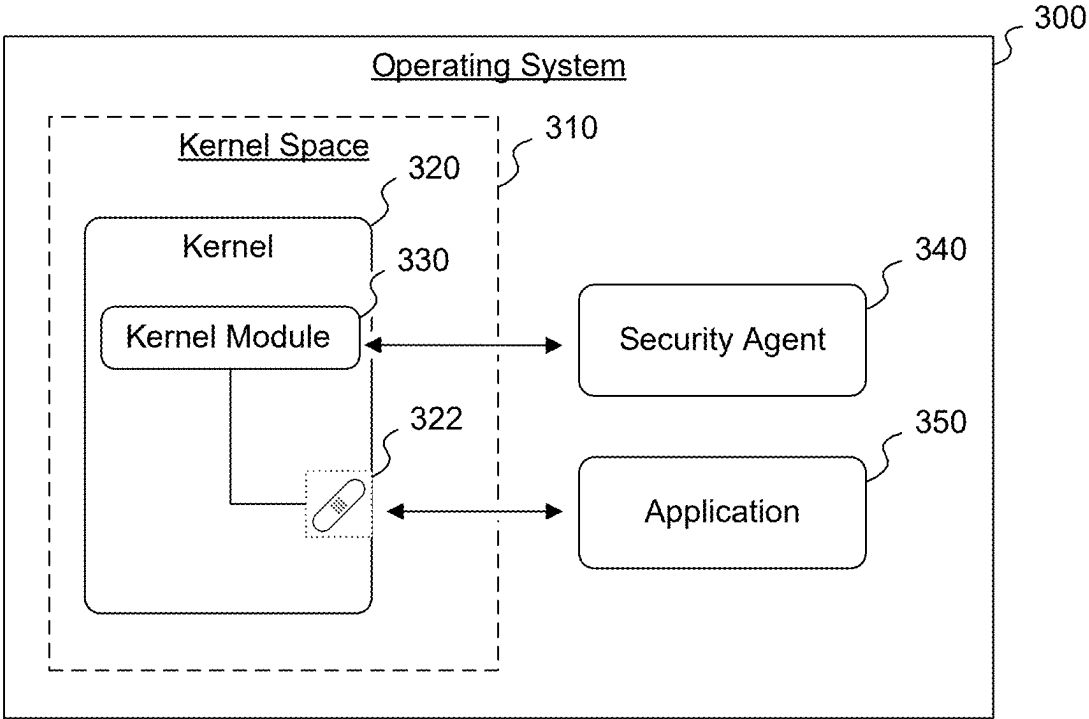 300
Operating System
310
Kernel Space
320
Kernel
330
Kernel Module
340
Security Agent
322
350
Application